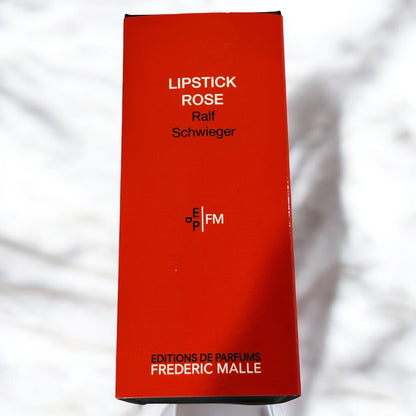 LIPSTICK
ROSE
Ralf
Schwieger
E
D
P
FM
EDITIONS DE PARFUMS
FREDERIC MALLE